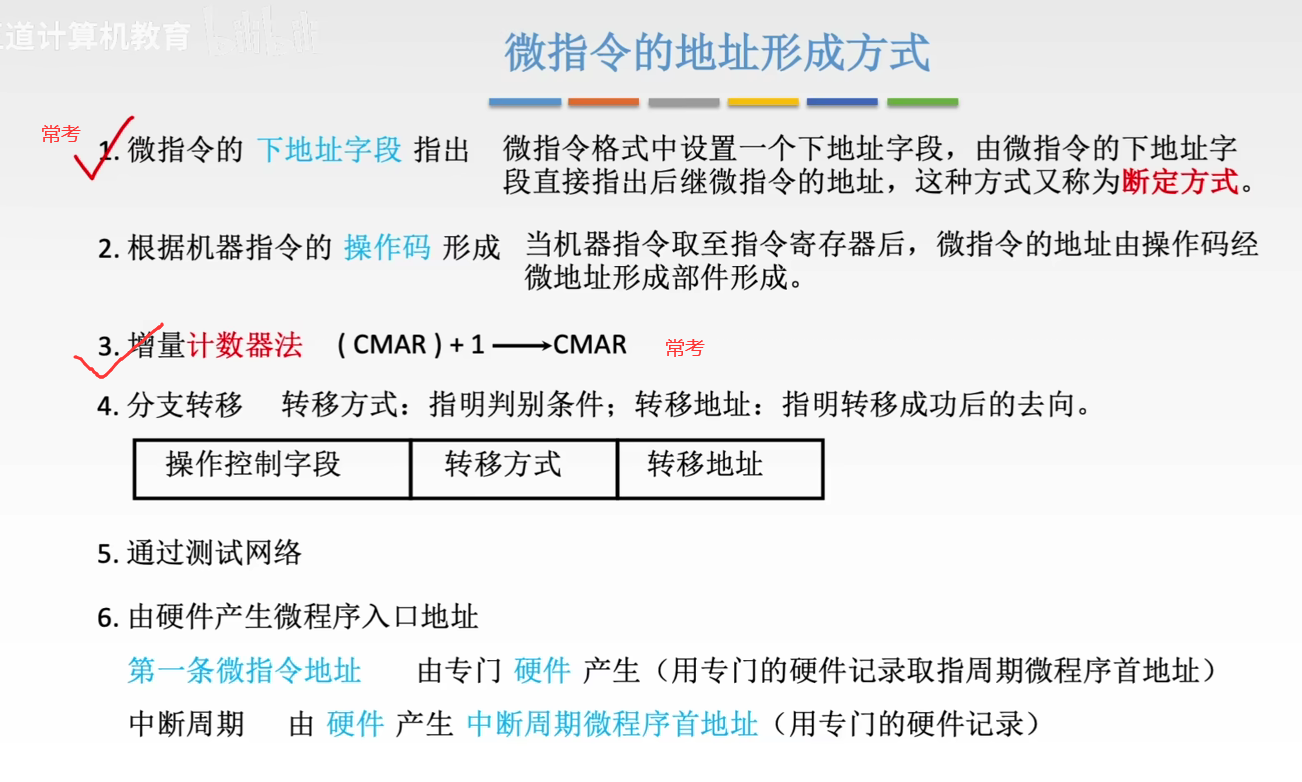 道计算机教育 bilibili
微指令的地址形成方式
常考
1. 微指令的 下地址字段 指出
微指令格式中设置一个下地址字段，由微指令的下地址字
段直接指出后继微指令的地址，这种方式又称为断定方式。
2. 根据机器指令的 操作码 形成
当机器指令取至指令寄存器后，微指令的地址由操作码经
微地址形成部件形成。
3. 增量计数器法 ( CMAR ) + 1 → CMAR 常考
4. 分支转移 转移方式：指明判别条件；转移地址：指明转移成功后的去向。
操作控制字段 转移方式 转移地址
5. 通过测试网络
6. 由硬件产生微程序入口地址
第一条微指令地址 由专门 硬件 产生（用专门的硬件记录取指周期微程序首地址）
中断周期 由 硬件 产生 中断周期微程序首地址（用专门的硬件记录）